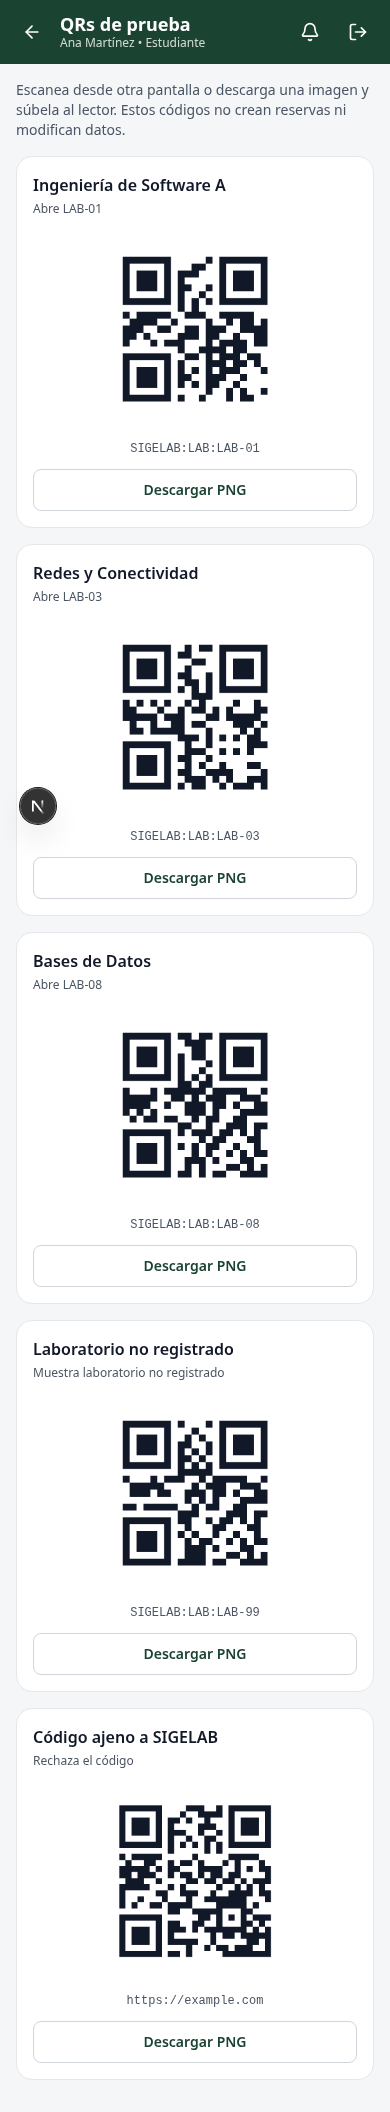 QRs de prueba
Ana Martínez • Estudiante
Escanea desde otra pantalla o descarga una imagen y
súbela al lector. Estos códigos no crean reservas ni
modifican datos.
Ingeniería de Software A
Abre LAB-01
SIGELAB:LAB:LAB-01
Descargar PNG
Redes y Conectividad
Abre LAB-03
N
SIGELAB:LAB:LAB-03
Descargar PNG
Bases de Datos
Abre LAB-08
SIGELAB:LAB:LAB-08
Descargar PNG
Laboratorio no registrado
Muestra laboratorio no registrado
SIGELAB:LAB:LAB-99
Descargar PNG
Código ajeno a SIGELAB
Rechaza el código
https://example.com
Descargar PNG